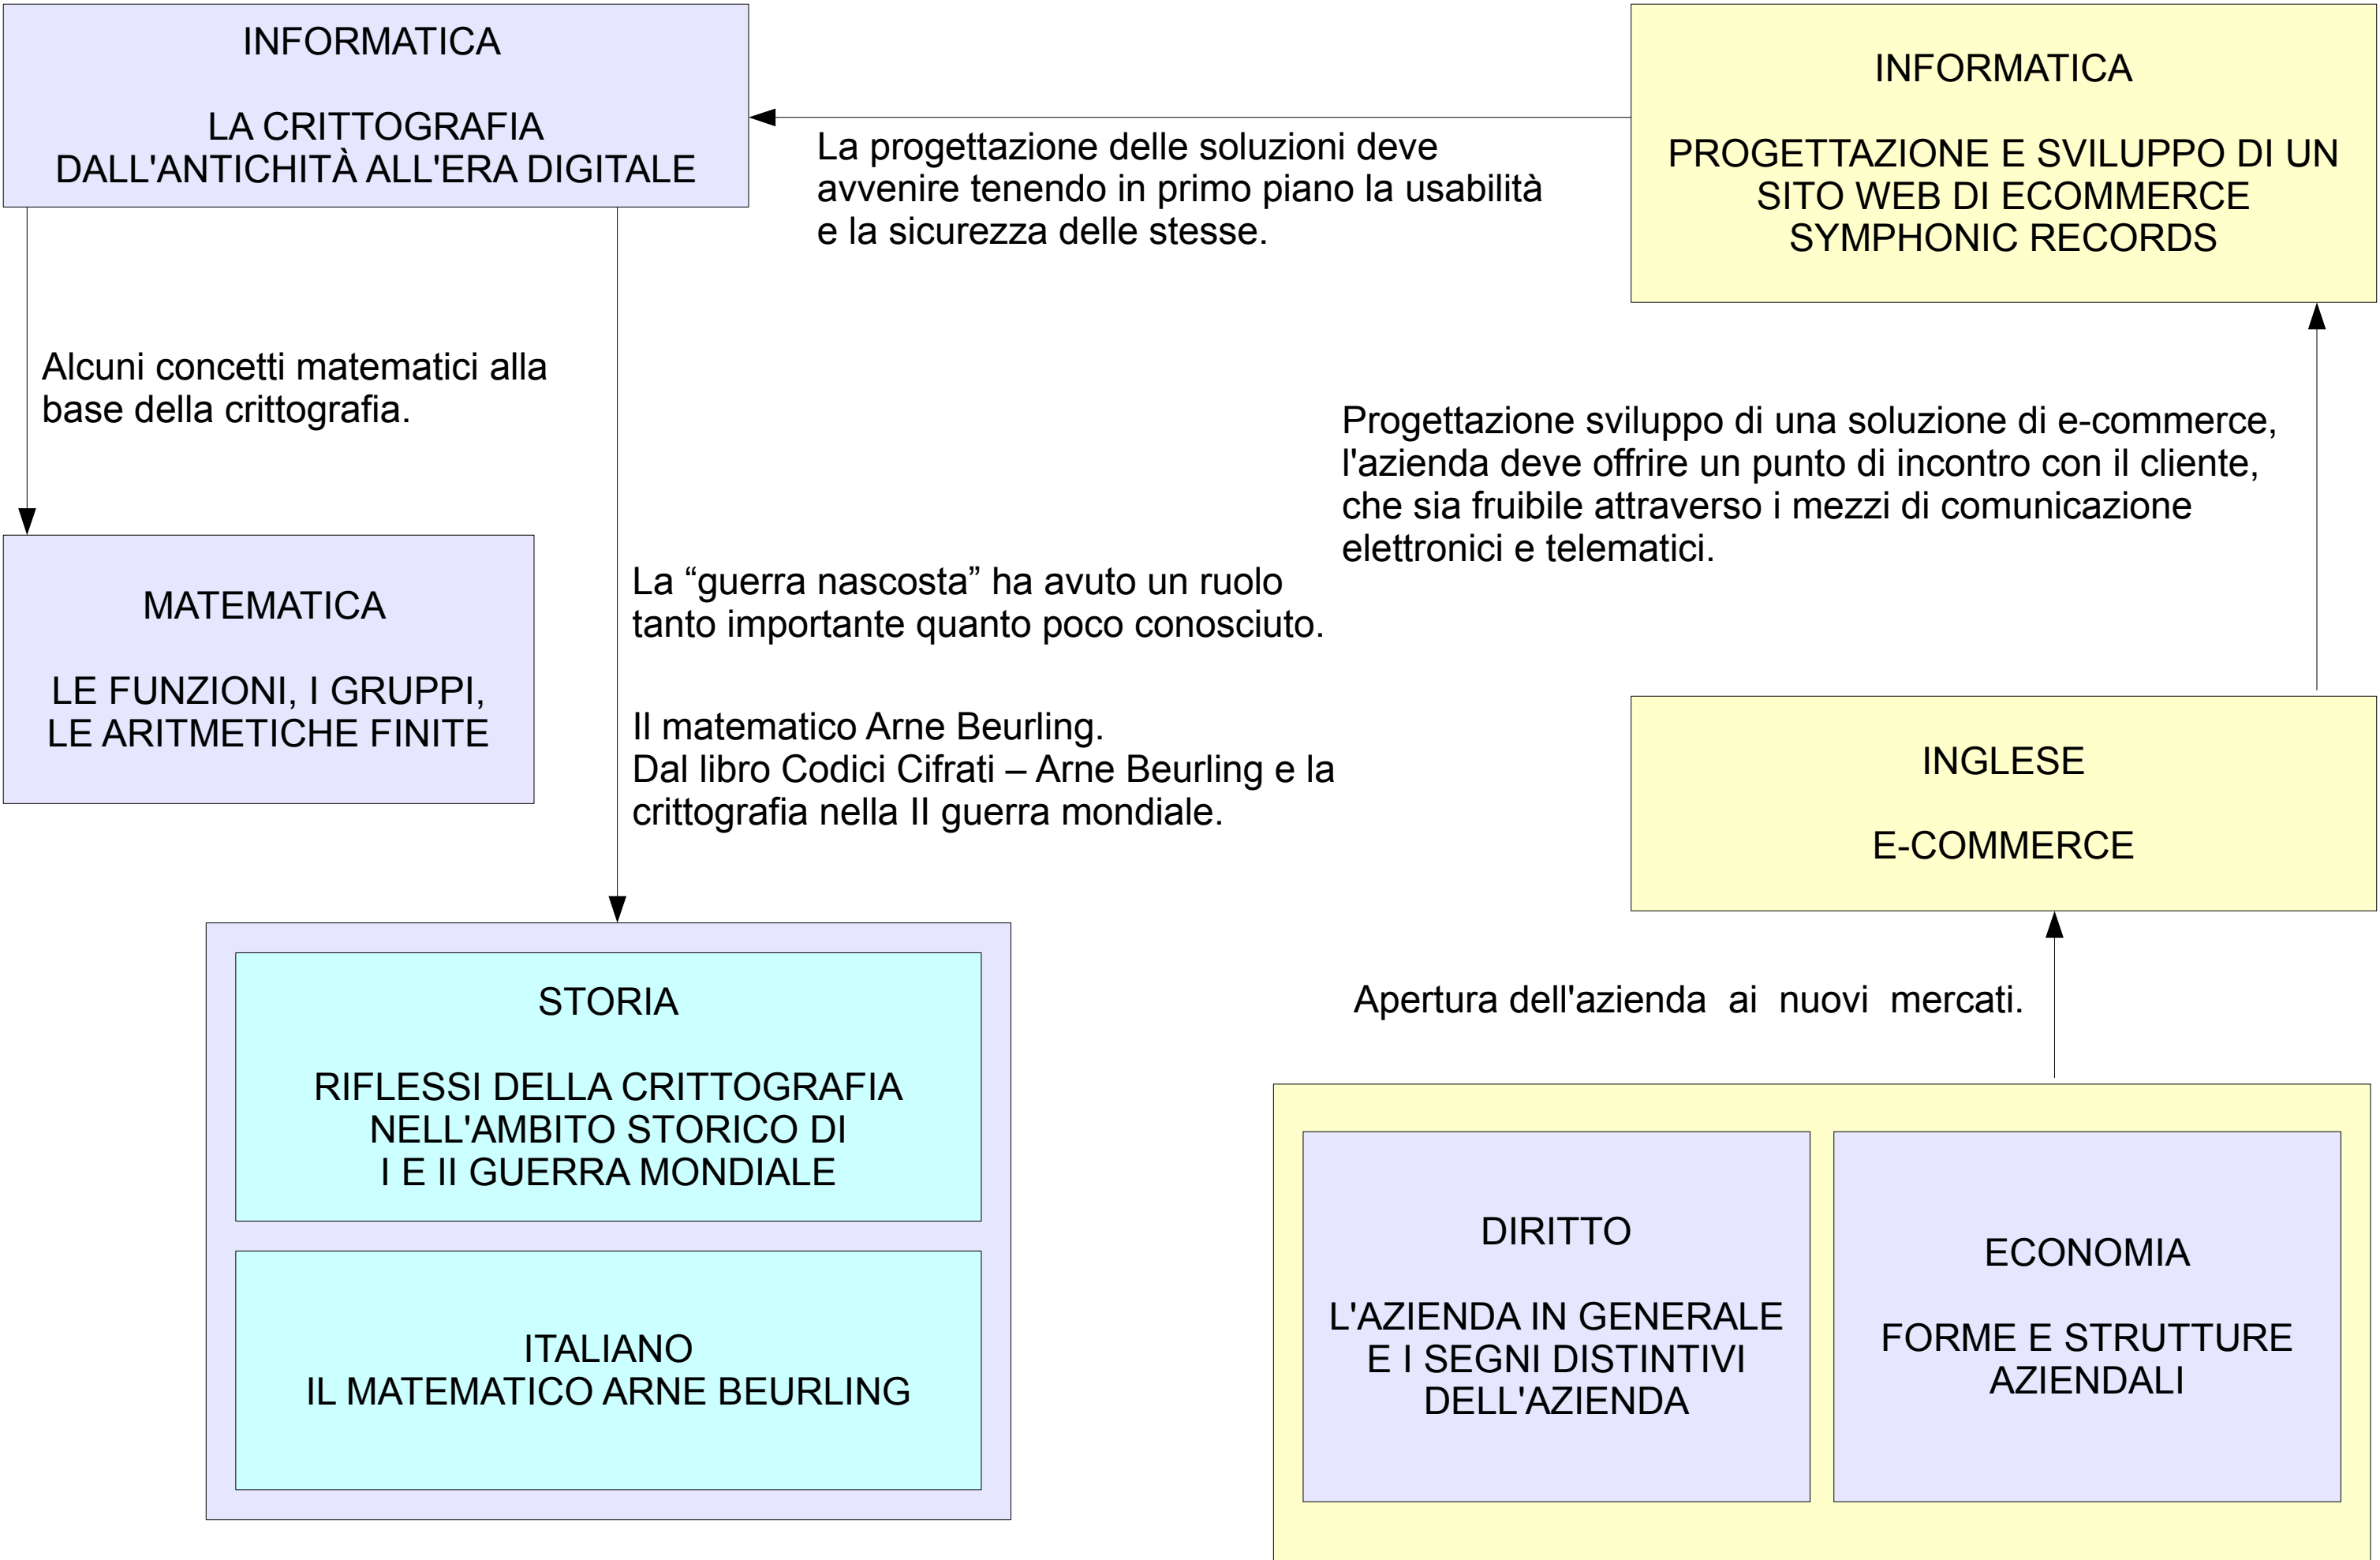 INFORMATICA
LA CRITTOGRAFIA
DALL'ANTICHITÀ ALL'ERA DIGITALE
La progettazione delle soluzioni deve
avvenire tenendo in primo piano la usabilità
e la sicurezza delle stesse.
INFORMATICA
PROGETTAZIONE E SVILUPPO DI UN
SITO WEB DI ECOMMERCE
SYMPHONIC RECORDS
Alcuni concetti matematici alla
base della crittografia.
Progettazione sviluppo di una soluzione di e-commerce,
l'azienda deve offrire un punto di incontro con il cliente,
che sia fruibile attraverso i mezzi di comunicazione
elettronici e telematici.
MATEMATICA
LE FUNZIONI, I GRUPPI,
LE ARITMETICHE FINITE
La “guerra nascosta” ha avuto un ruolo
tanto importante quanto poco conosciuto.
Il matematico Arne Beurling.
Dal libro Codici Cifrati – Arne Beurling e la
crittografia nella II guerra mondiale.
INGLESE
E-COMMERCE
Apertura dell'azienda  ai  nuovi  mercati.
STORIA
RIFLESSI DELLA CRITTOGRAFIA
NELL'AMBITO STORICO DI
I E II GUERRA MONDIALE
ITALIANO
IL MATEMATICO ARNE BEURLING
DIRITTO
L'AZIENDA IN GENERALE
E I SEGNI DISTINTIVI
DELL'AZIENDA
ECONOMIA
FORME E STRUTTURE
AZIENDALI